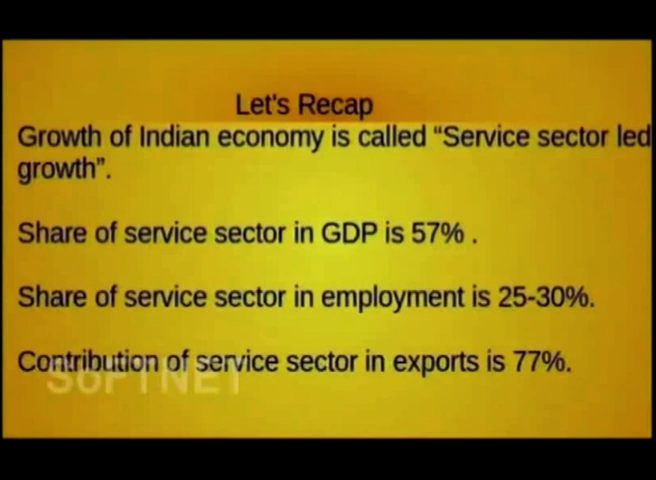 Let's Recap
Growth of Indian economy is called “Service sector led
growth”.
Share of service sector in GDP is 57% .
Share of service sector in employment is 25-30%.
Contribution of service sector in exports is 77%.
SOFTNET